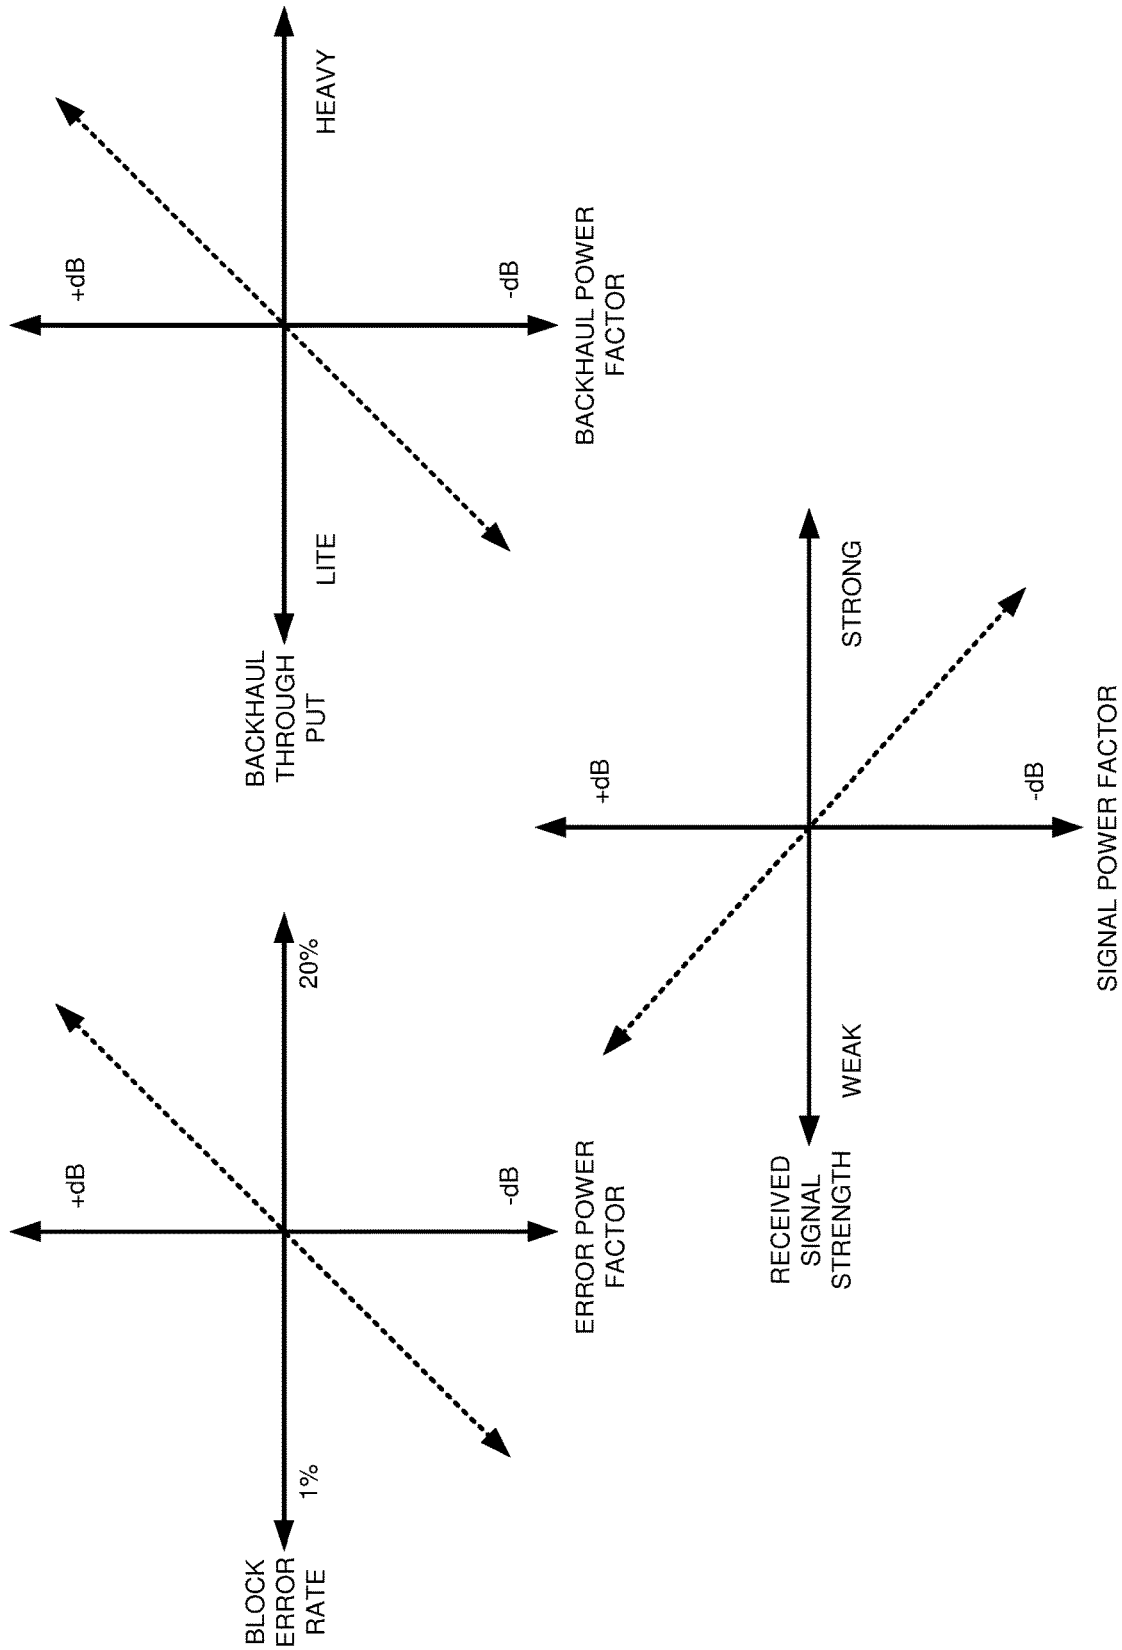 +dB
BLOCK
ERROR
RATE
1%
20%
-dB
ERROR POWER
FACTOR
+dB
BACKHAUL
THROUGH
PUT
LITE
HEAVY
-dB
BACKHAUL POWER
FACTOR
+dB
RECEIVED
SIGNAL
STRENGTH
WEAK
STRONG
-dB
SIGNAL POWER FACTOR